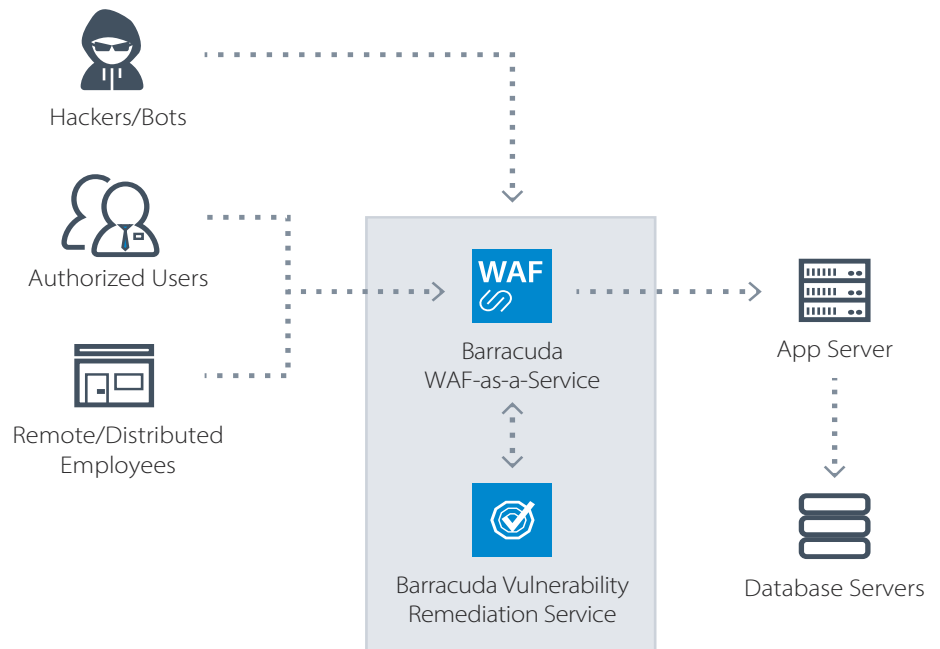 Hackers/Bots
Authorized Users
Remote/Distributed
Employees
WAF
Barracuda
WAF-as-a-Service
Barracuda Vulnerability
Remediation Service
App Server
Database Servers